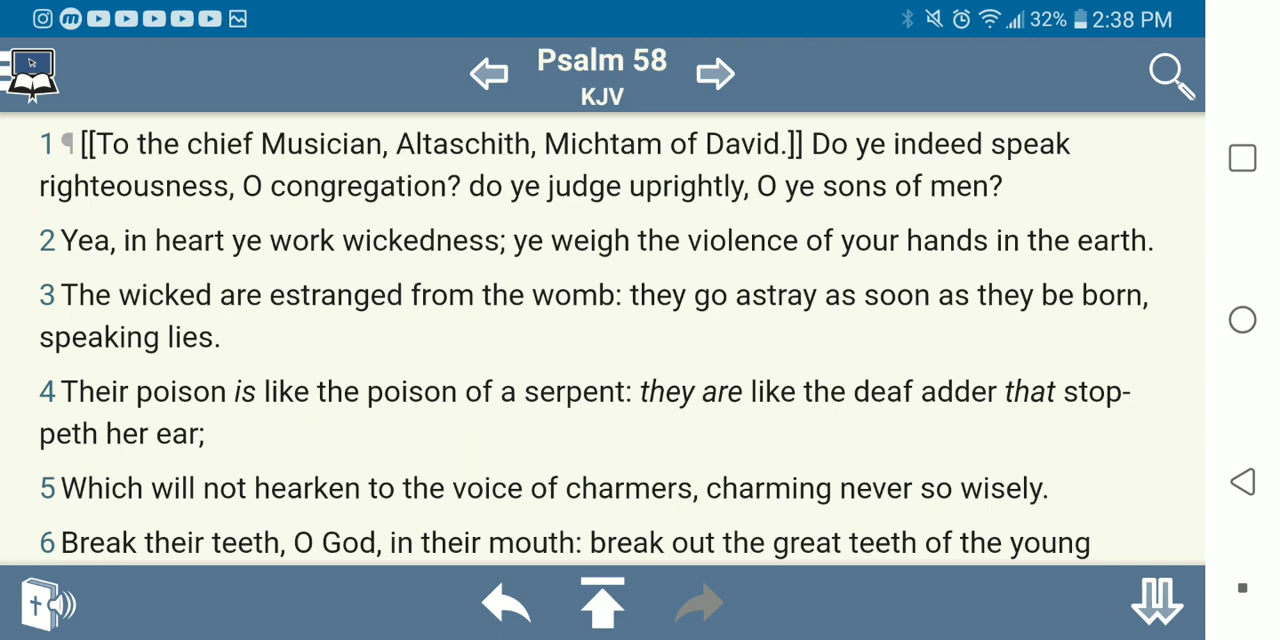 32% 2:38 PM
Psalm 58
KJV
1 ¶ [[To the chief Musician, Altaschith, Michtam of David.]] Do ye indeed speak
righteousness, O congregation? do ye judge uprightly, O ye sons of men?
2 Yea, in heart ye work wickedness; ye weigh the violence of your hands in the earth.
3 The wicked are estranged from the womb: they go astray as soon as they be born,
speaking lies.
4 Their poison is like the poison of a serpent: they are like the deaf adder that stop-
peth her ear;
5 Which will not hearken to the voice of charmers, charming never so wisely.
6 Break their teeth, O God, in their mouth: break out the great teeth of the young